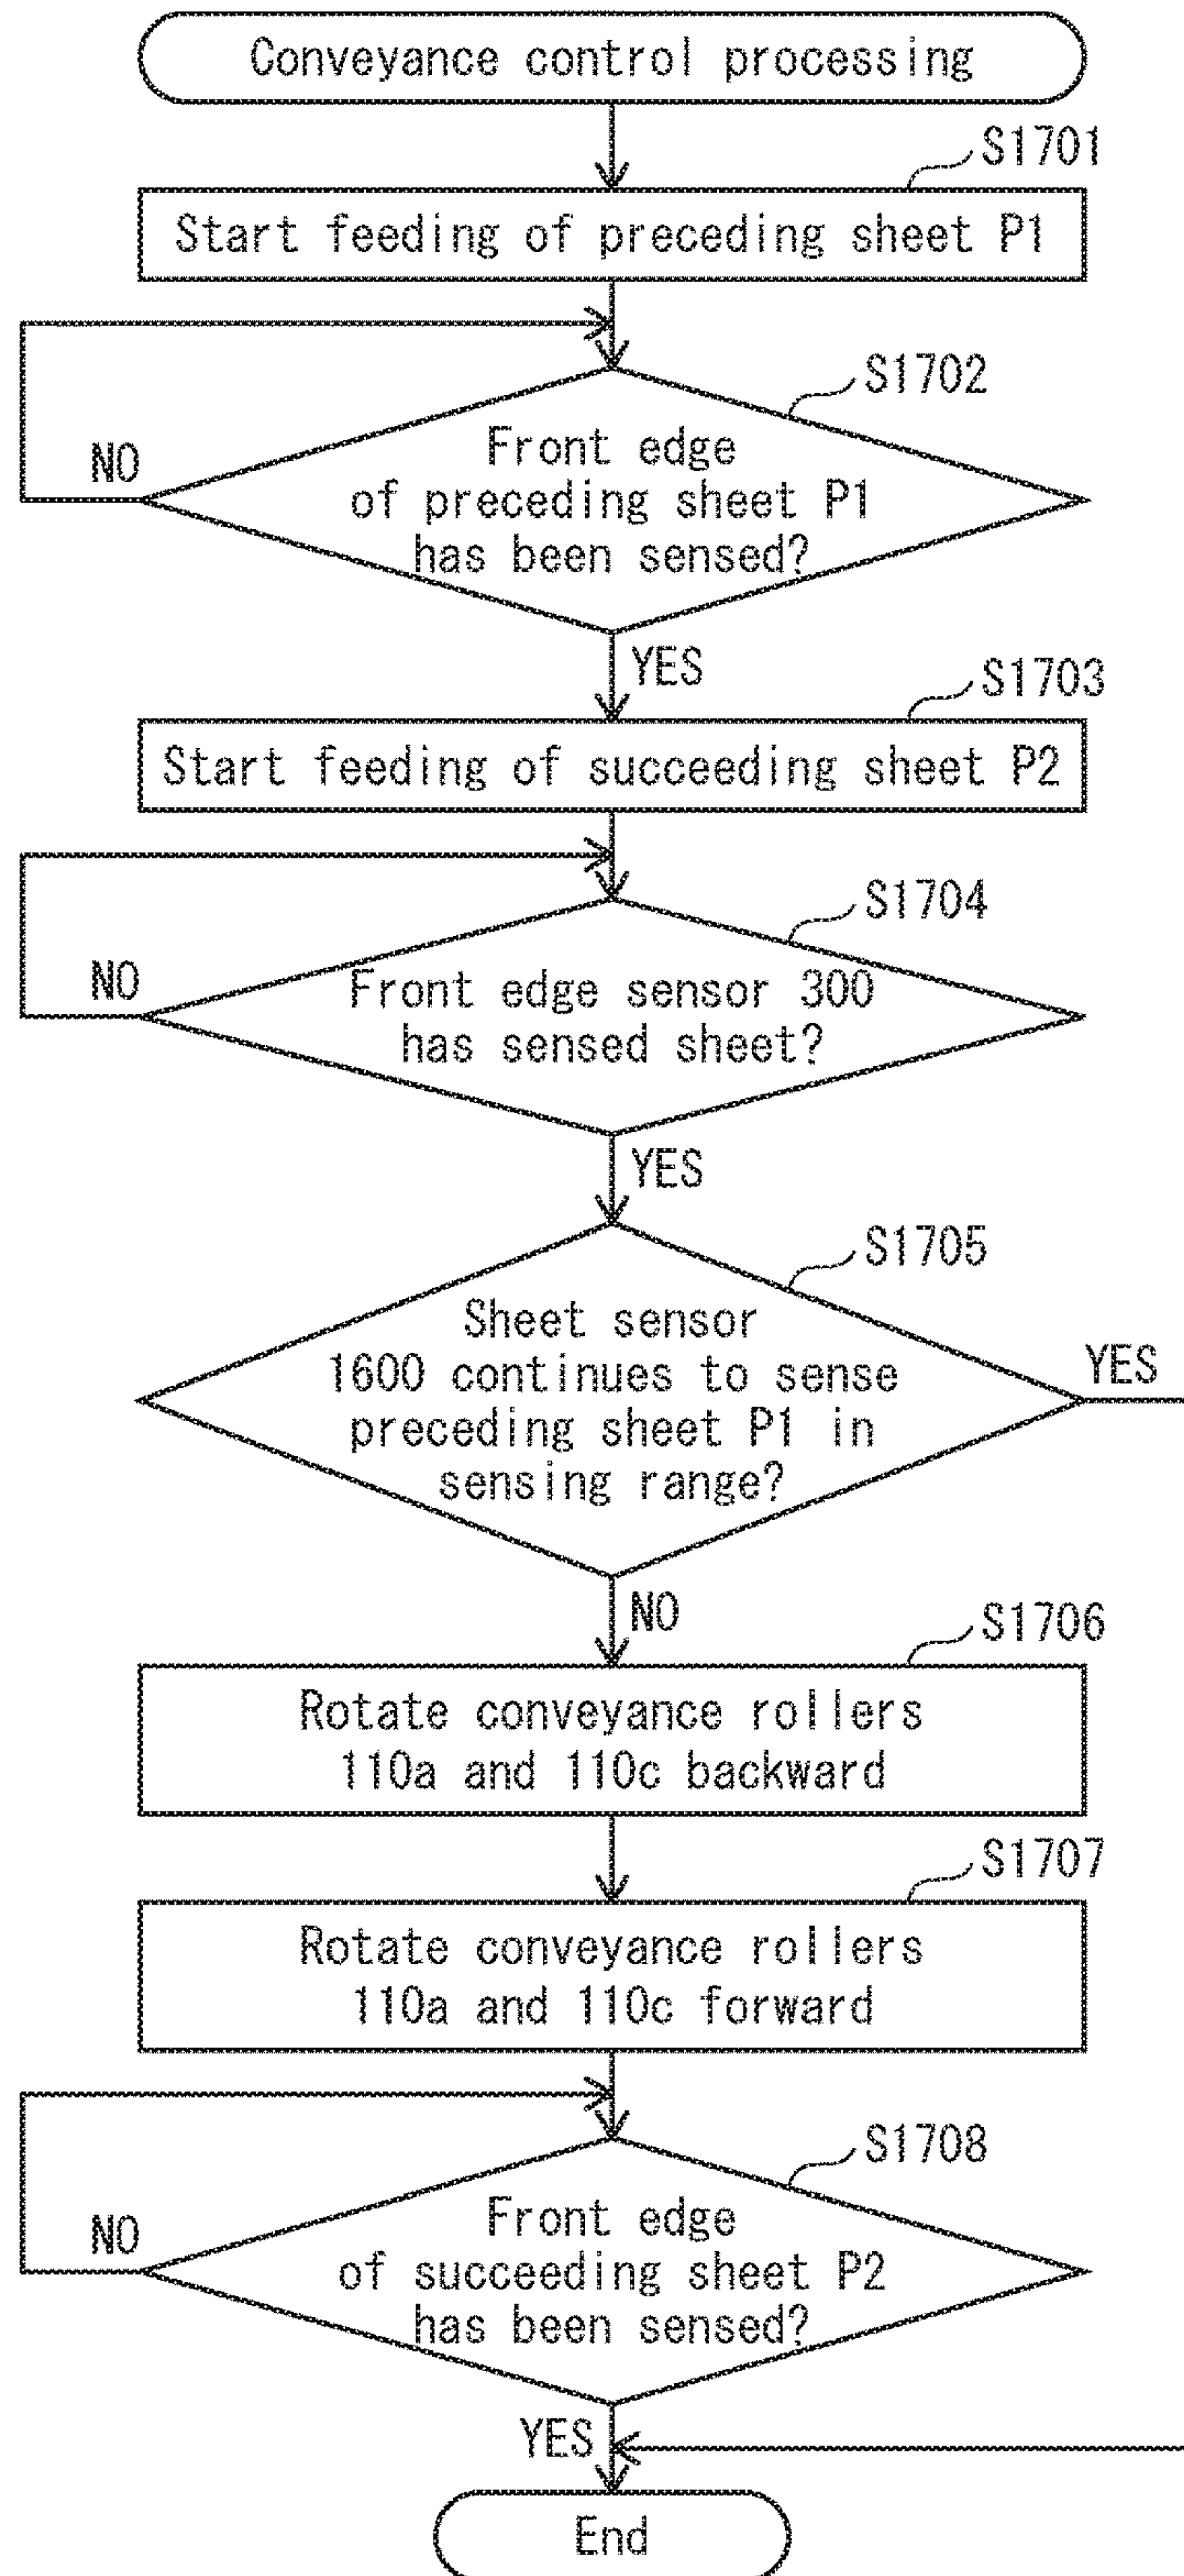 Conveyance control processing
S1701
Start feeding of preceding sheet P1
S1702
Front edge
of preceding sheet P1
has been sensed?
NO
YES
S1703
Start feeding of succeeding sheet P2
S1704
Front edge sensor 300
has sensed sheet?
NO
YES
S1705
Sheet sensor
1600 continues to sense
preceding sheet P1 in
sensing range?
YES
NO
S1706
Rotate conveyance rollers
110a and 110c backward
S1707
Rotate conveyance rollers
110a and 110c forward
S1708
Front edge
of succeeding sheet P2
has been sensed?
NO
YES
End